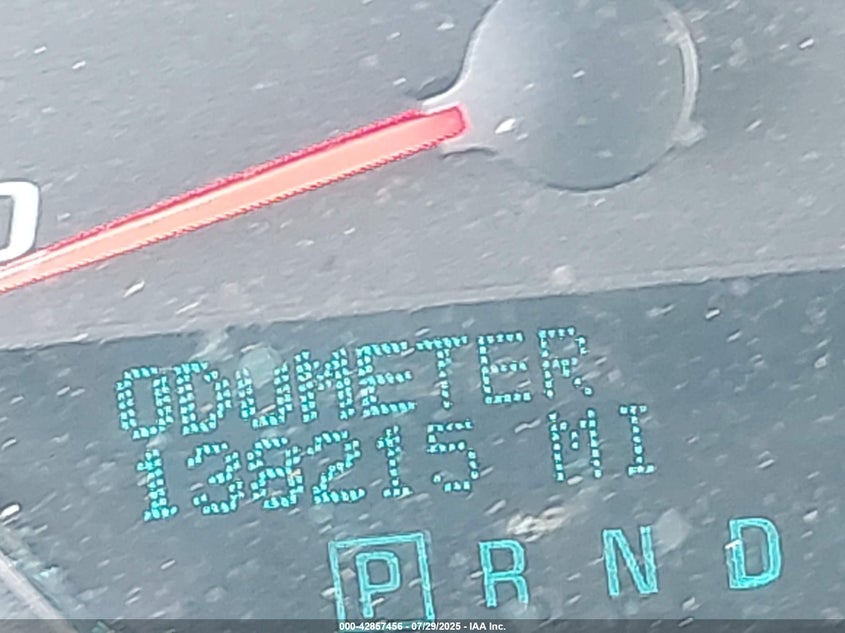 ODOMETER
138215 MI
P R N D
000-42857456 - 07/29/2025 - IAA Inc.